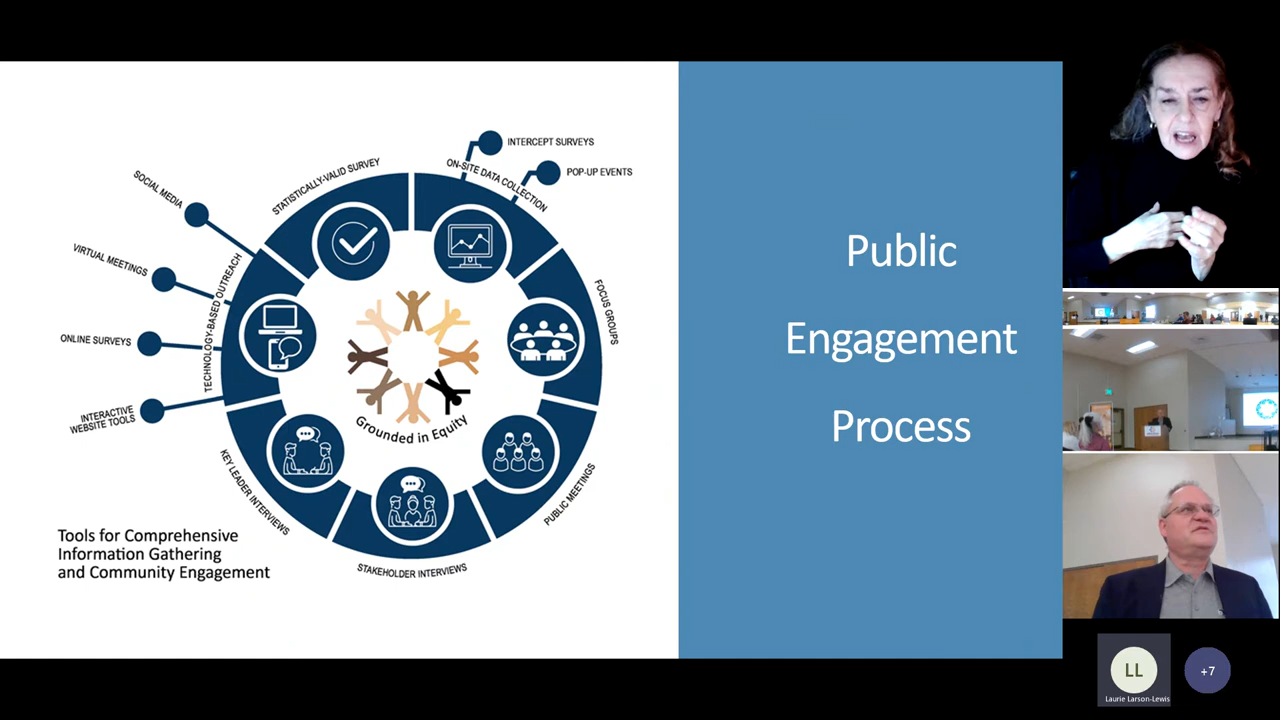 INTERCEPT SURVEYS
ON-SITE DATA COLLECTION
POP-UP EVENTS
STATISTICALLY-VALID SURVEY
SOCIAL MEDIA
VIRTUAL MEETINGS
TECHNOLOGY-BASED OUTREACH
ONLINE SURVEYS
INTERACTIVE
WEBSITE TOOLS
FOCUS GROUPS
Grounded in Equity
KEY LEADER INTERVIEWS
PUBLIC MEETINGS
STAKEHOLDER INTERVIEWS
Tools for Comprehensive
Information Gathering
and Community Engagement
Public
Engagement
Process
LL
Laurie Larson-Lewis
+7